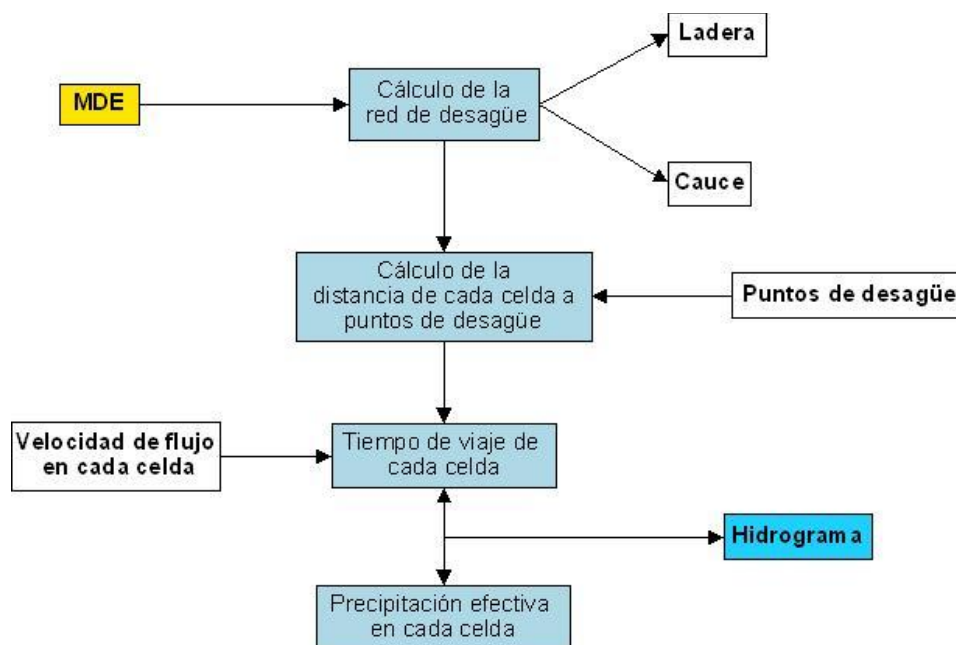 Ladera
MDE
Cálculo de la
red de desagüe
Cauce
Cálculo de la
distancia de cada celda a
puntos de desagüe
Puntos de desagüe
Velocidad de flujo
en cada celda
Tiempo de viaje de
cada celda
Hidrograma
Precipitación efectiva
en cada celda